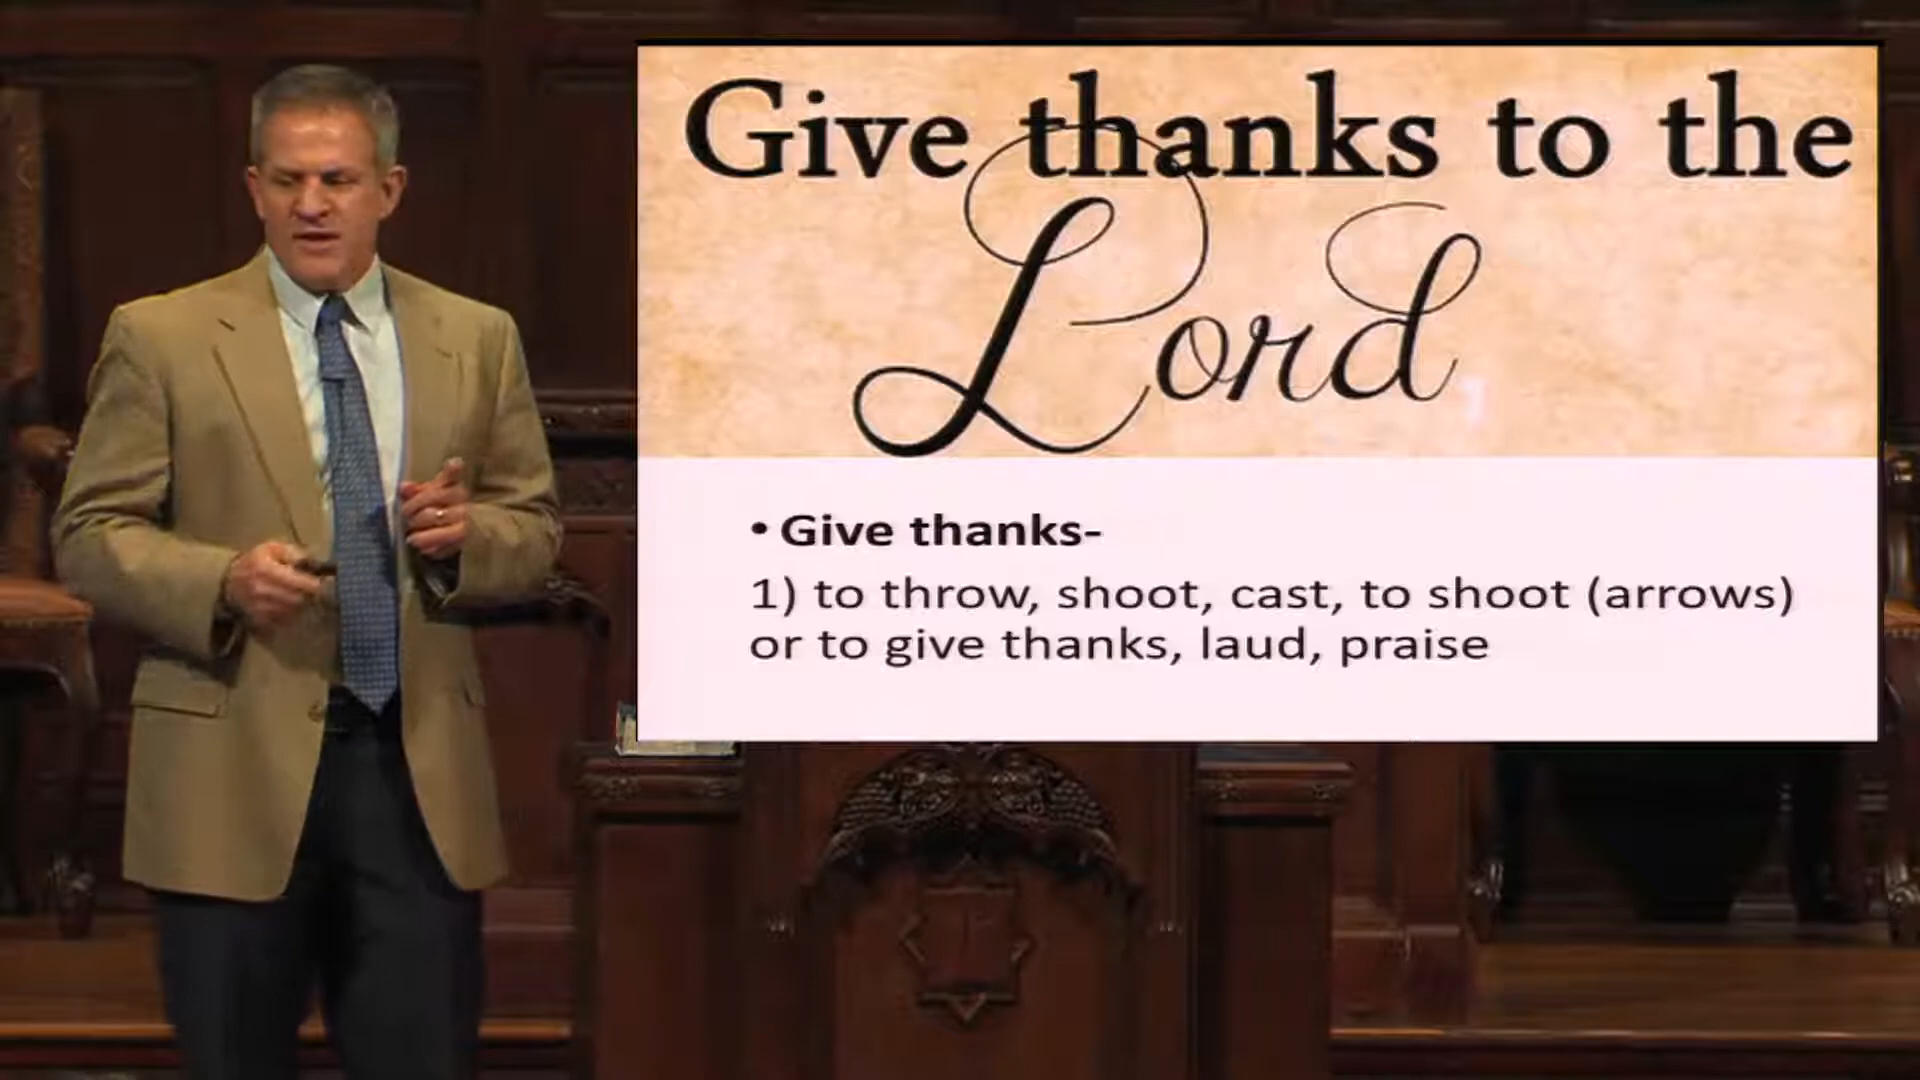 Give thanks to the
Lord
• Give thanks-
1) to throw, shoot, cast, to shoot (arrows)
or to give thanks, laud, praise